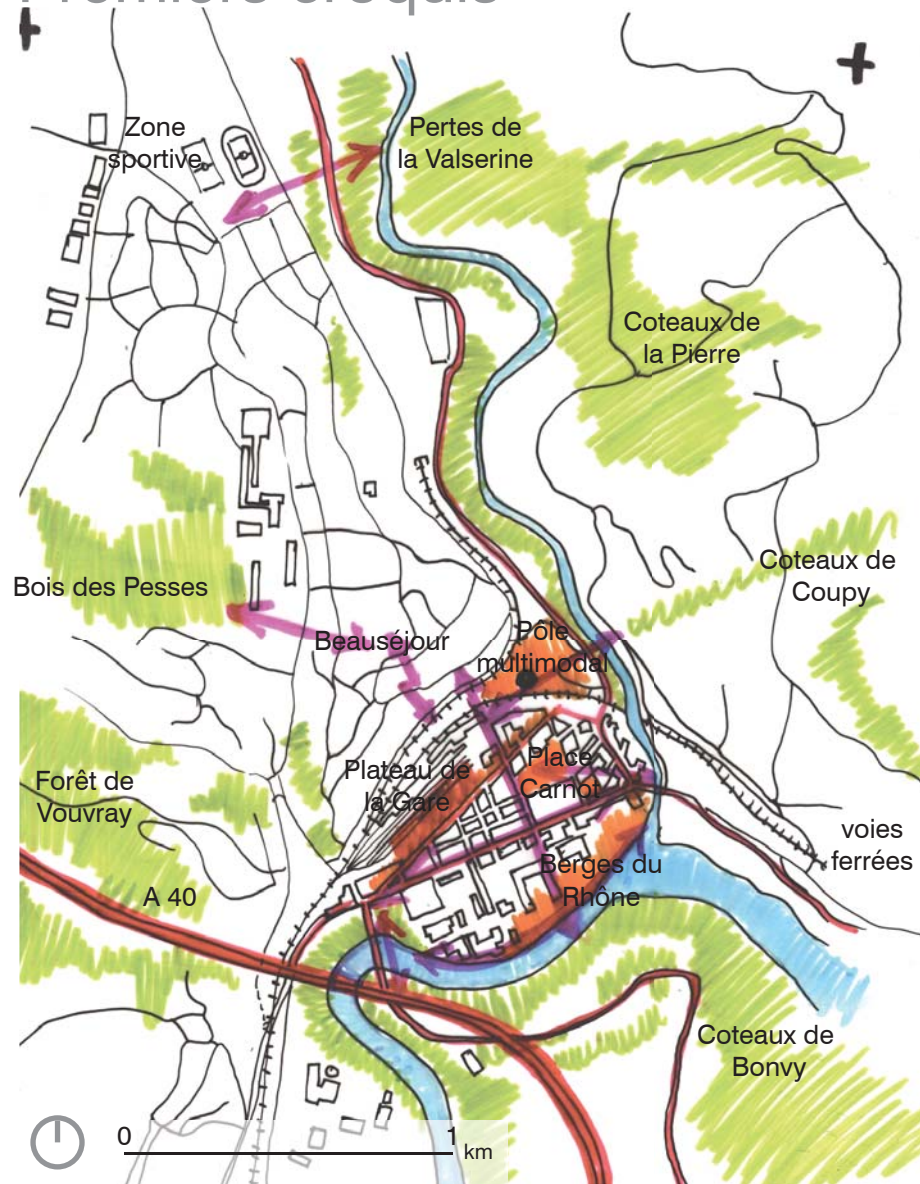 Premiers croquis
Zone
sportive
Pertes de
la Valserine
Coteaux de
la Pierre
Coteaux de
Coupy
Bois des Pesses
Beauséjour
Pôle
multimodal
Place
Carnot
Plateau de
la Gare
Forêt de
Vouvray
voies
ferrées
Berges du
Rhône
A 40
Coteaux de
Bonvy
0
1
km